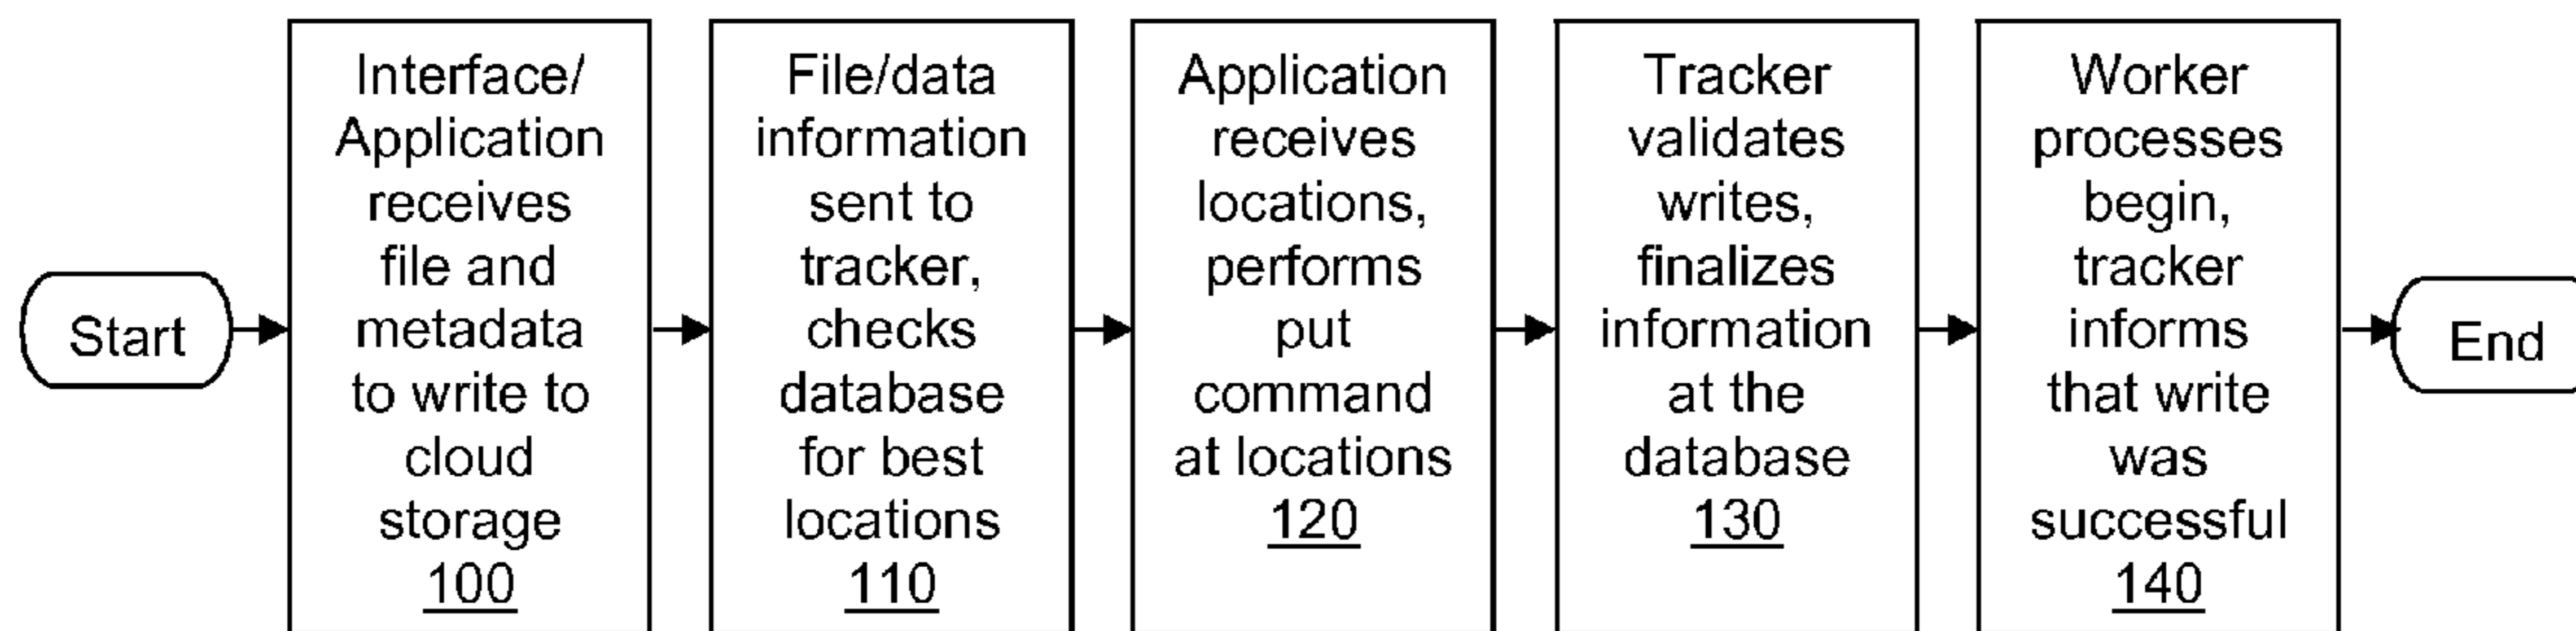 Start
Interface/
Application
receives
file and
metadata
to write to
cloud
storage
100
File/data
information
sent to
tracker,
checks
database
for best
locations
110
Application
receives
locations,
performs
put
command
at locations
120
Tracker
validates
writes,
finalizes
information
at the
database
130
Worker
processes
begin,
tracker
informs
that write
was
successful
140
End